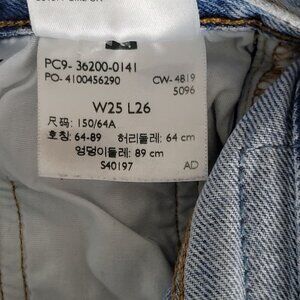 PC9- 36200-0141
PO- 4100456290 CW- 4819
5096
W25 L26
尺码: 150/64A
호칭: 64-89 허리둘레: 64 cm
엉덩이둘레: 89 cm
S40197 AD